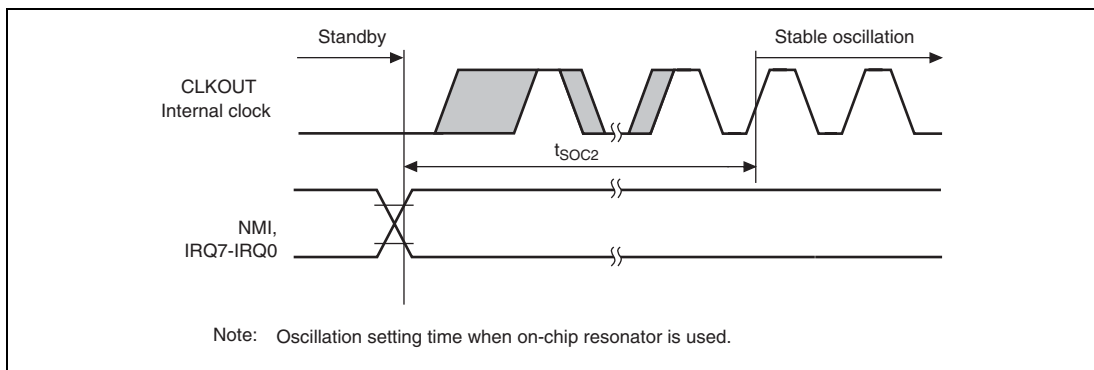 Standby
Stable oscillation
CLKOUT
Internal clock
tSOC2
NMI,
IRQ7-IRQ0
Note: Oscillation setting time when on-chip resonator is used.